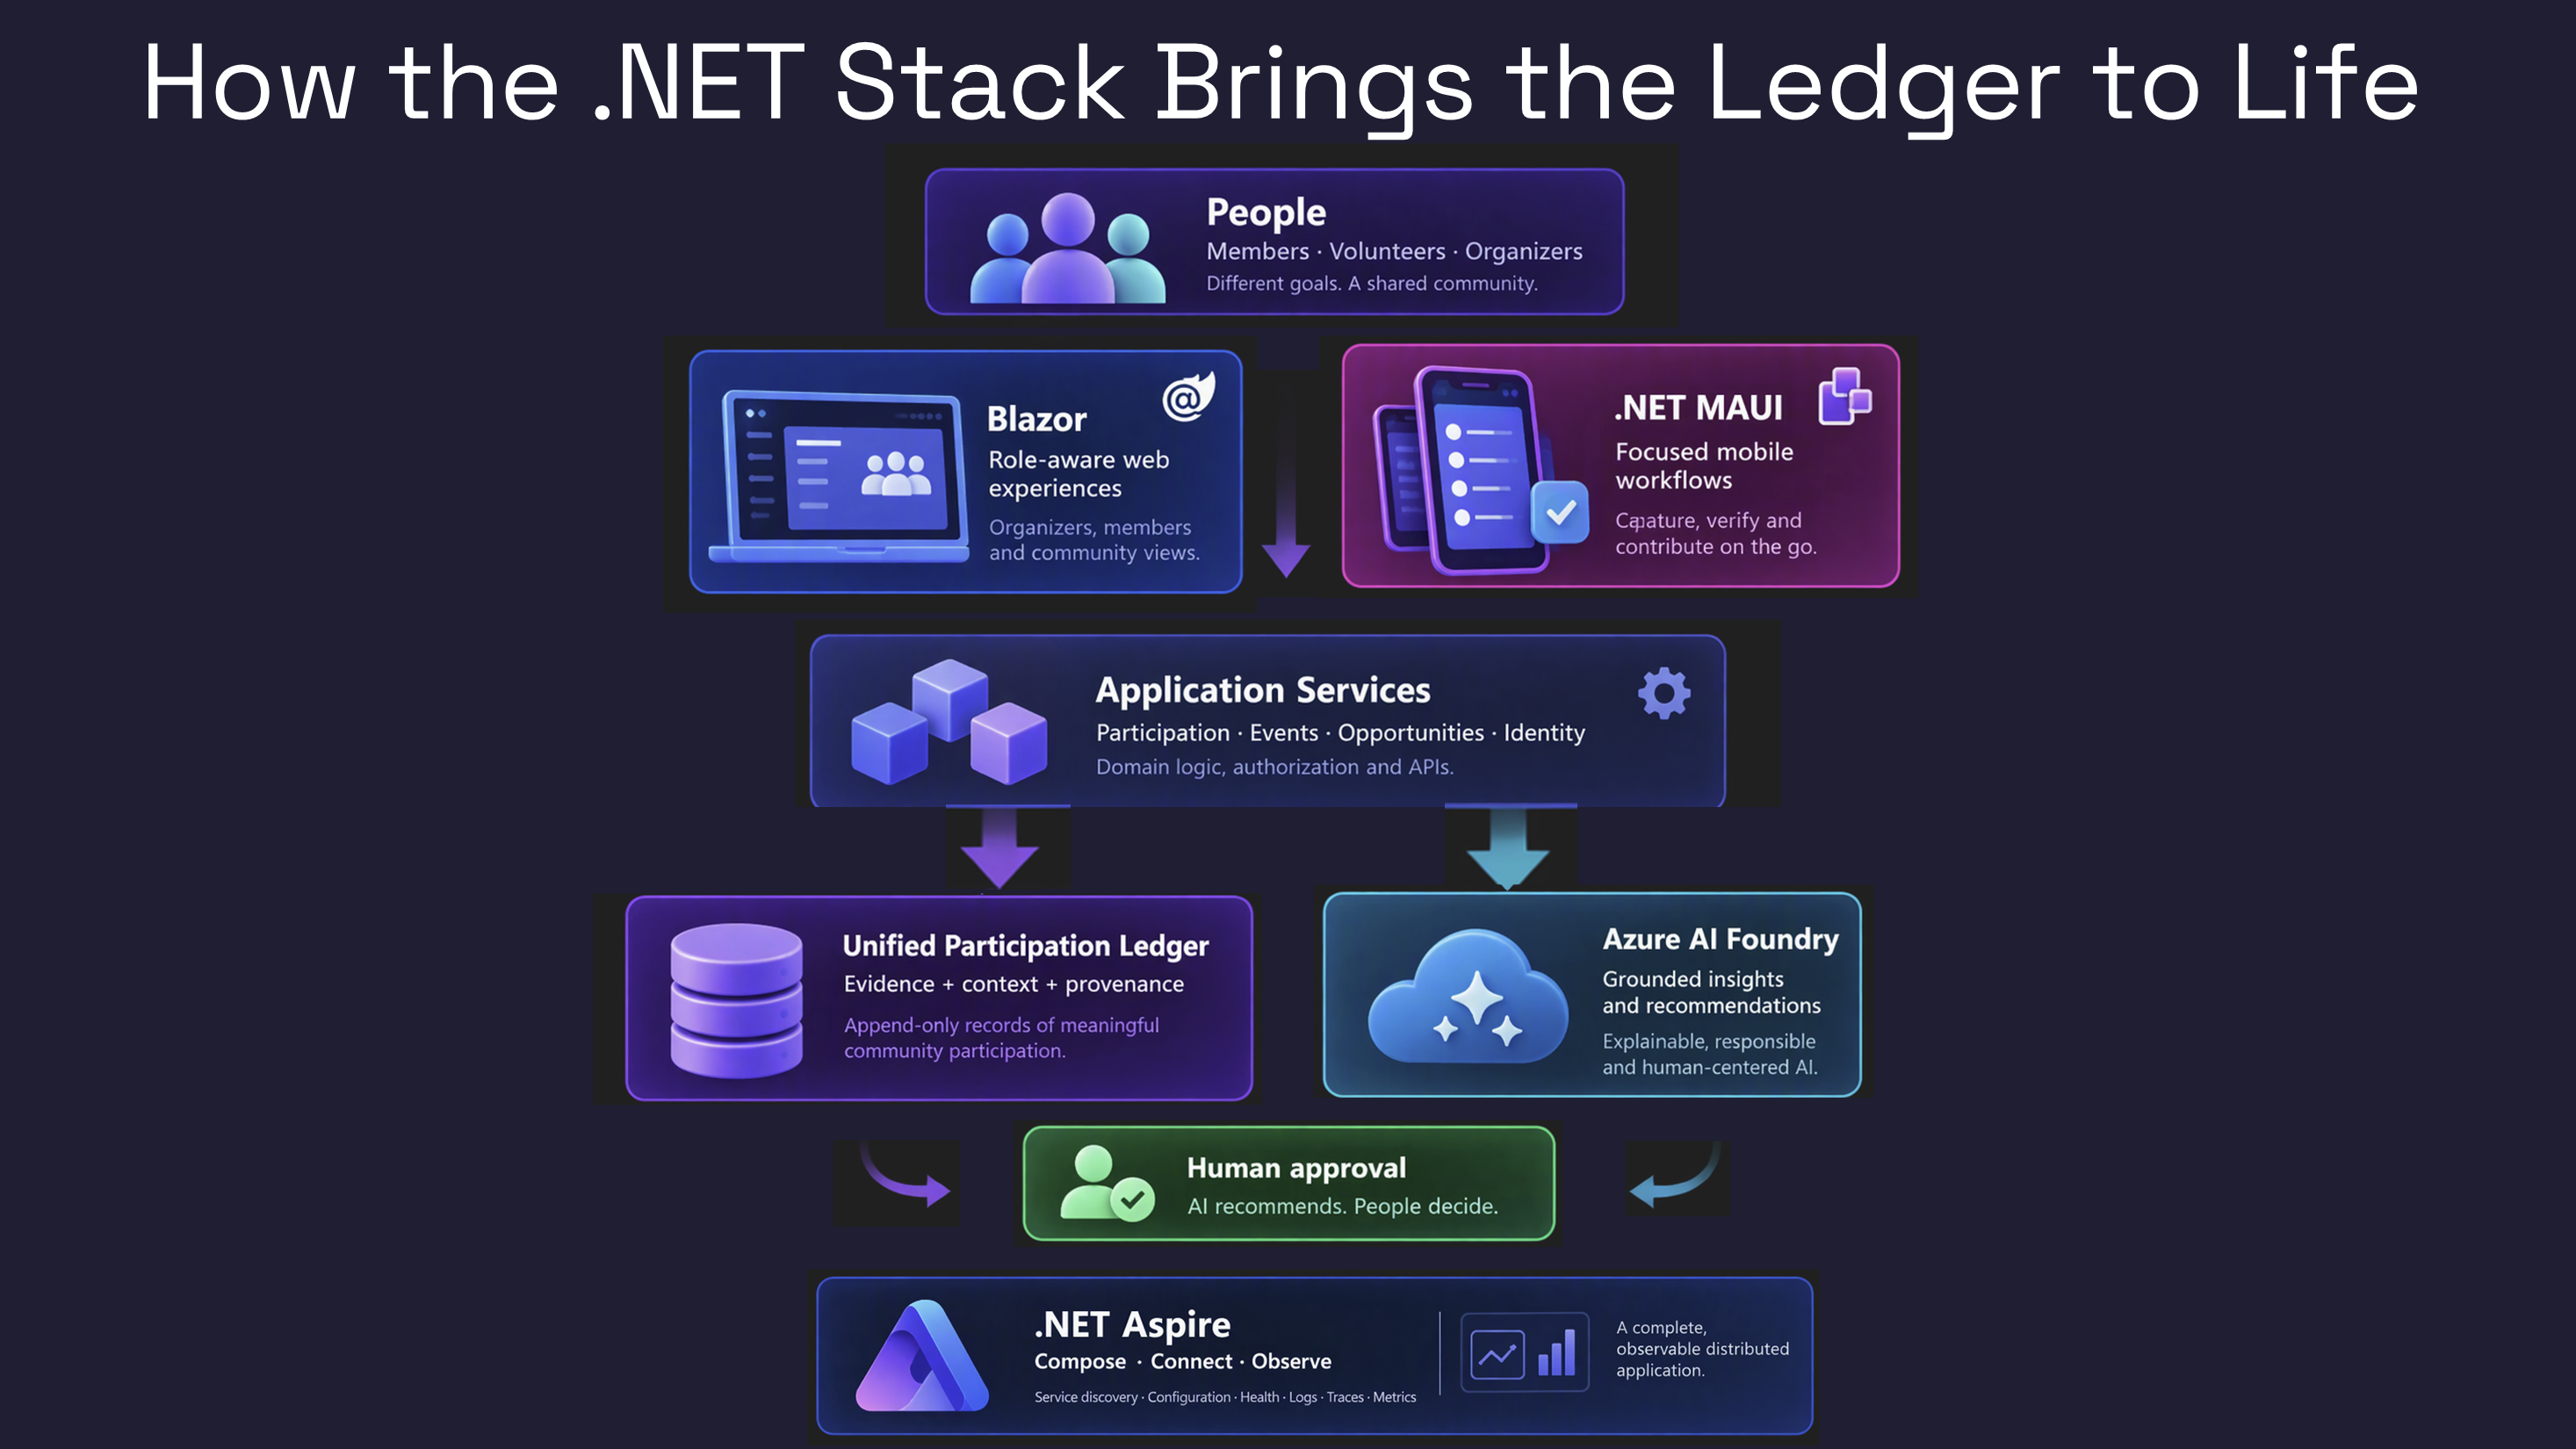 How the .NET Stack Brings the Ledger to Life
People
Members · Volunteers · Organizers
Different goals. A shared community.
Blazor
Role-aware web
experiences
Organizers, members
and community views.
.NET MAUI
Focused mobile
workflows
Cpature, verify and
contribute on the go.
Application Services
Participation · Events · Opportunities · Identity
Domain logic, authorization and APIs.
Unified Participation Ledger
Evidence + context + provenance
Append-only records of meaningful
community participation.
Azure AI Foundry
Grounded insights
and recommendations
Explainable, responsible
and human-centered AI.
Human approval
AI recommends. People decide.
.NET Aspire
Compose · Connect · Observe
Service discovery · Configuration · Health · Logs · Traces · Metrics
A complete,
observable distributed
application.